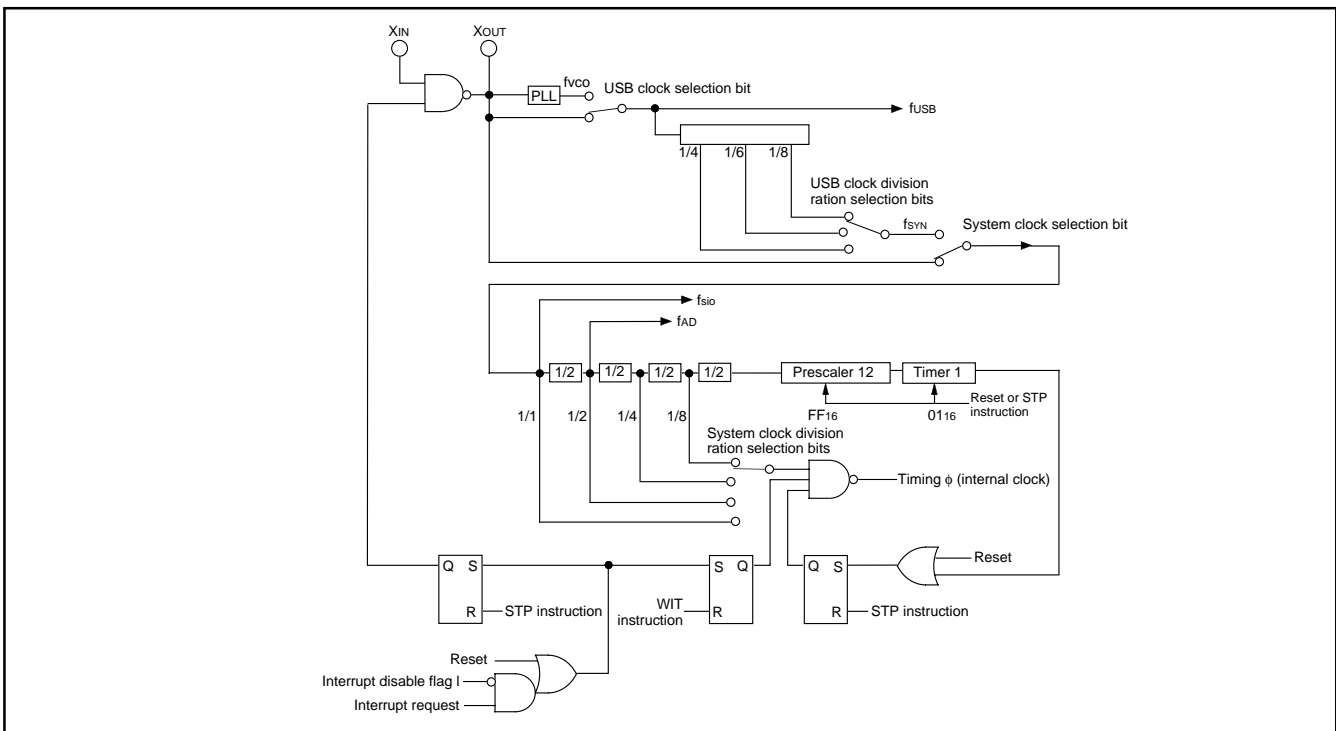 XIN
XOUT
PLL
fVCO
USB clock selection bit
fUSB
1/4
1/6
1/8
USB clock division
ration selection bits
fSYN
System clock selection bit
fsio
fAD
1/2
1/2
1/2
1/2
Prescaler 12
Timer 1
Reset or STP
instruction
FF16
0116
1/1
1/2
1/4
1/8
System clock division
ration selection bits
Timing ϕ (internal clock)
Reset
Q S
R
STP instruction
WIT
instruction
S Q
R
Q S
R
STP instruction
Reset
Interrupt disable flag I
Interrupt request